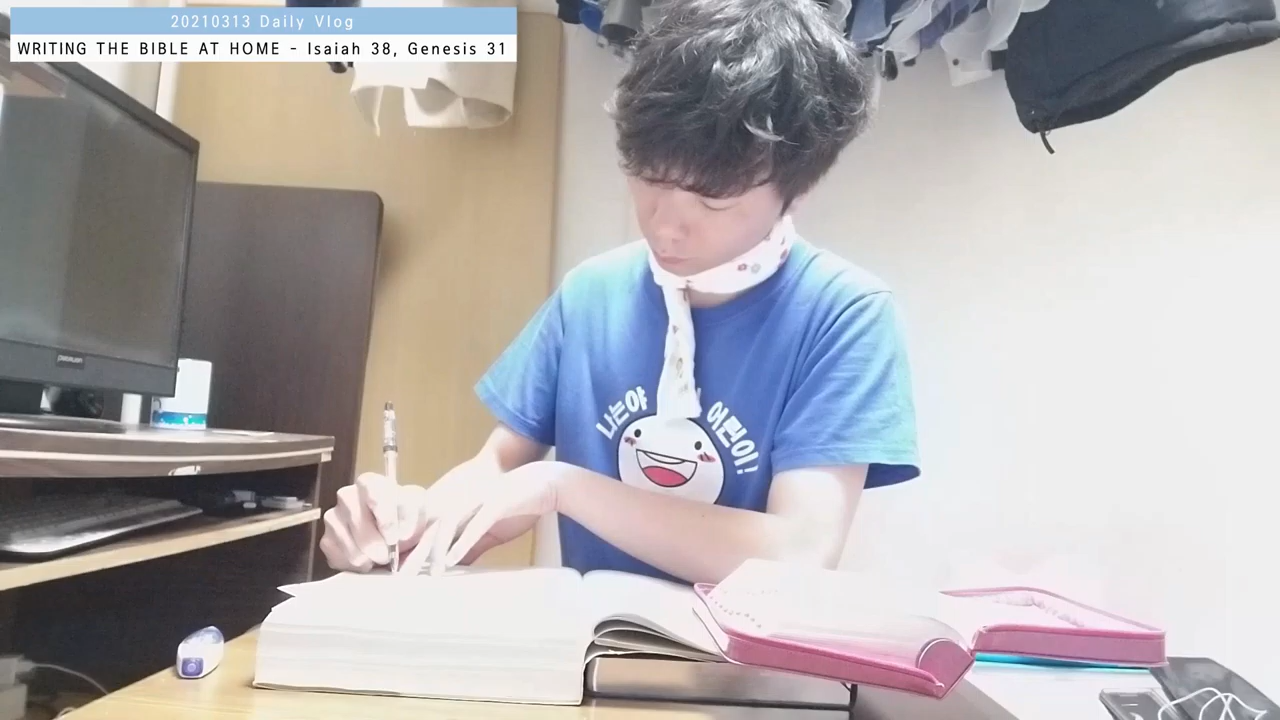 20210313 Daily Vlog
WRITING THE BIBLE AT HOME - Isaiah 38, Genesis 31
나는야
어린이!